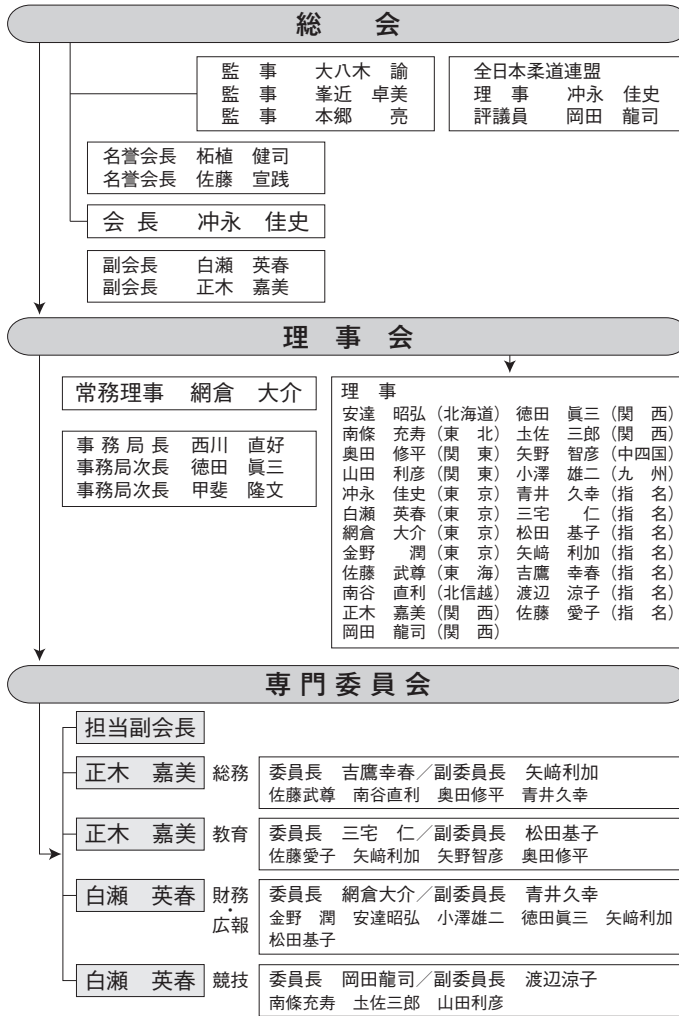 総 会
監 事 大八木 諭
監 事 峯近 卓美
監 事 本郷 亮
全日本柔道連盟
理 事 冲永 佳史
評議員 岡田 龍司
名誉会長 柘植 健司
名誉会長 佐藤 宣践
会 長 冲永 佳史
副会長 白瀬 英春
副会長 正木 嘉美
理 事 会
常務理事 網倉 大介
事 務 局 長 西川 直好
事務局次長 徳田 眞三
事務局次長 甲斐 隆文
理 事
安達 昭弘(北海道) 徳田 眞三(関 西)
南條 充寿(東 北) 圡佐 三郎(関 西)
奥田 修平(関 東) 矢野 智彦(中四国)
山田 利彦(関 東) 小澤 雄二(九 州)
冲永 佳史(東 京) 青井 久幸(指 名)
白瀬 英春(東 京) 三宅 仁(指 名)
網倉 大介(東 京) 松田 基子(指 名)
金野 潤(東 京) 矢﨑 利加(指 名)
佐藤 武尊(東 海) 吉鷹 幸春(指 名)
南谷 直利(北信越) 渡辺 涼子(指 名)
正木 嘉美(関 西) 佐藤 愛子(指 名)
岡田 龍司(関 西)
専 門 委 員 会
担当副会長
正木 嘉美 総務
委員長 吉鷹幸春/副委員長 矢﨑利加
佐藤武尊 南谷直利 奥田修平 青井久幸
正木 嘉美 教育
委員長 三宅 仁/副委員長 松田基子
佐藤愛子 矢﨑利加 矢野智彦 奥田修平
白瀬 英春 財務・広報
委員長 網倉大介/副委員長 青井久幸
金野 潤 安達昭弘 小澤雄二 徳田眞三 矢﨑利加
松田基子
白瀬 英春 競技
委員長 岡田龍司/副委員長 渡辺涼子
南條充寿 圡佐三郎 山田利彦